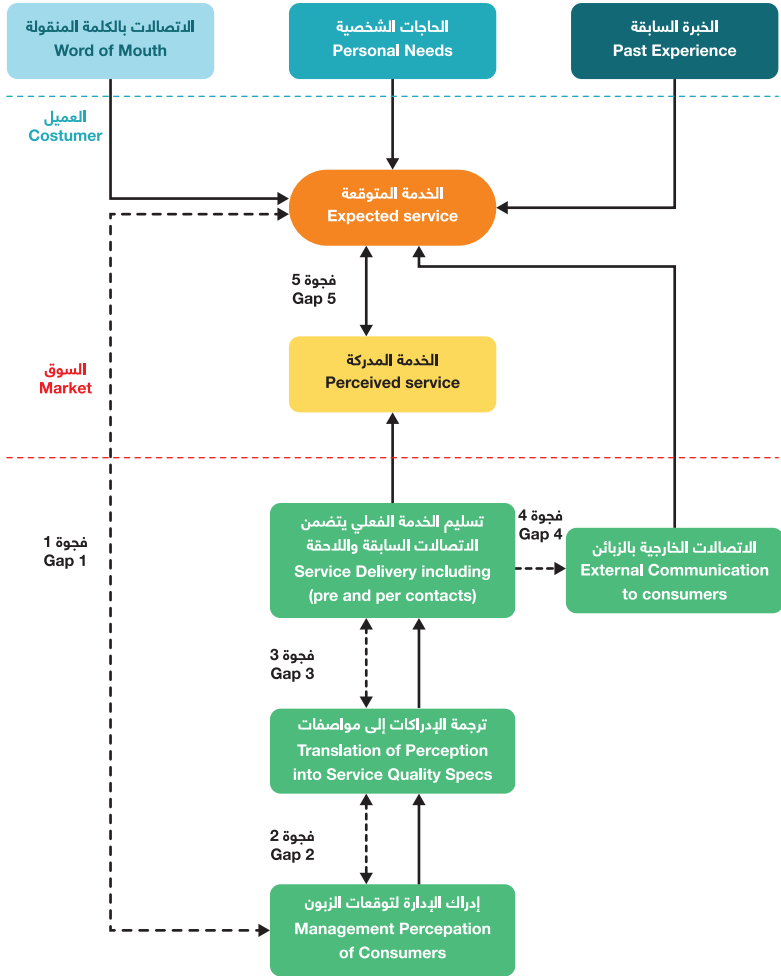 الاتصالات بالكلمة المنقولة
Word of Mouth
الحاجات الشخصية
Personal Needs
الخبرة السابقة
Past Experience
العميل
Costumer
الخدمة المتوقعة
Expected service
فجوة 5
Gap 5
الخدمة المدركة
Perceived service
السوق
Market
فجوة 1
Gap 1
تسليم الخدمة الفعلي يتضمن
الاتصالات السابقة واللاحقة
Service Delivery including
(pre and per contacts)
فجوة 4
Gap 4
الاتصالات الخارجية بالزبائن
External Communication
to consumers
فجوة 3
Gap 3
ترجمة الإدراكات إلى مواصفات
Translation of Perception
into Service Quality Specs
فجوة 2
Gap 2
إدراك الإدارة لتوقعات الزبون
Management Percepation
of Consumers